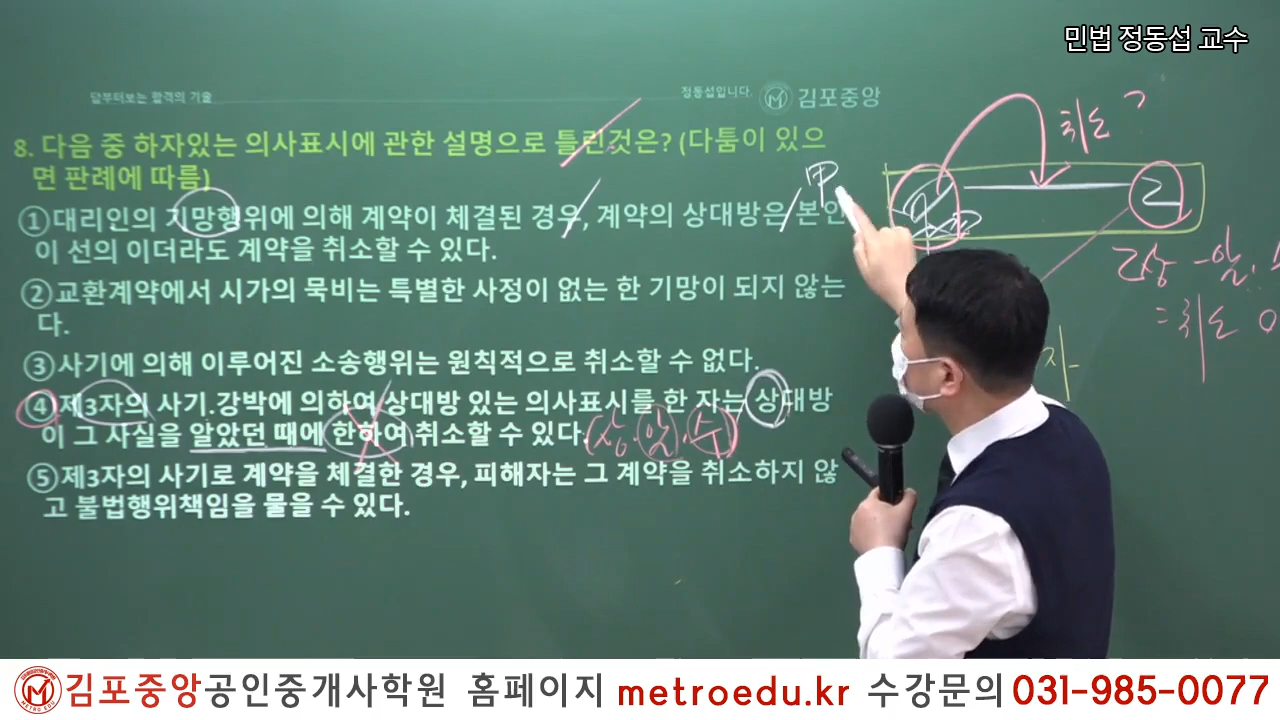 민법 정동섭 교수
답부터보는 합격의 기술
정동섭입니다.
김포중앙
8. 다음 중 하자있는 의사표시에 관한 설명으로 틀린것은? (다툼이 있으
면 판례에 따름)
①대리인의 기망행위에 의해 계약이 체결된 경우, 계약의 상대방은 본인
이 선의 이더라도 계약을 취소할 수 있다.
②교환계약에서 시가의 묵비는 특별한 사정이 없는 한 기망이 되지 않는
다.
③사기에 의해 이루어진 소송행위는 원칙적으로 취소할 수 없다.
④제3자의 사기.강박에 의하여 상대방 있는 의사표시를 한 자는 상대방
이 그 사실을 알았던 때에 한하여 취소할 수 있다.
(상.있.수)
⑤제3자의 사기로 계약을 체결한 경우, 피해자는 그 계약을 취소하지 않
고 불법행위책임을 물을 수 있다.
甲
취소 ?
乙
= 취소 O
자
김포중앙공인중개사학원 홈페이지 metroedu.kr 수강문의 031-985-0077
METRO EDU